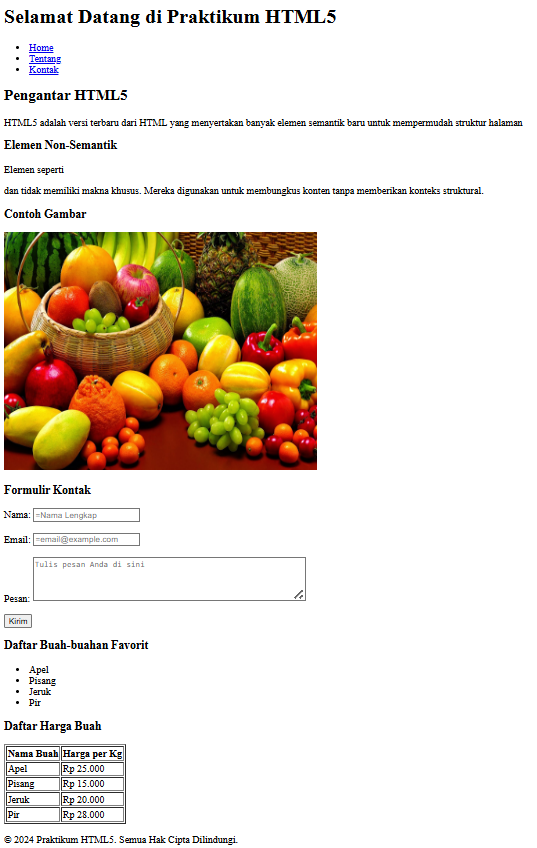 Selamat Datang di Praktikum HTML5
Home
Tentang
Kontak
Pengantar HTML5
HTML5 adalah versi terbaru dari HTML yang menyertakan banyak elemen semantik baru untuk mempermudah struktur halaman
Elemen Non-Semantik
Elemen seperti
dan tidak memiliki makna khusus. Mereka digunakan untuk membungkus konten tanpa memberikan konteks struktural.
Contoh Gambar
Formulir Kontak
Nama: =Nama Lengkap
Email: =email@example.com
Tulis pesan Anda di sini
Pesan:
Kirim
Daftar Buah-buahan Favorit
Apel
Pisang
Jeruk
Pir
Daftar Harga Buah
Nama Buah Harga per Kg
Apel Rp 25.000
Pisang Rp 15.000
Jeruk Rp 20.000
Pir Rp 28.000
© 2024 Praktikum HTML5. Semua Hak Cipta Dilindungi.